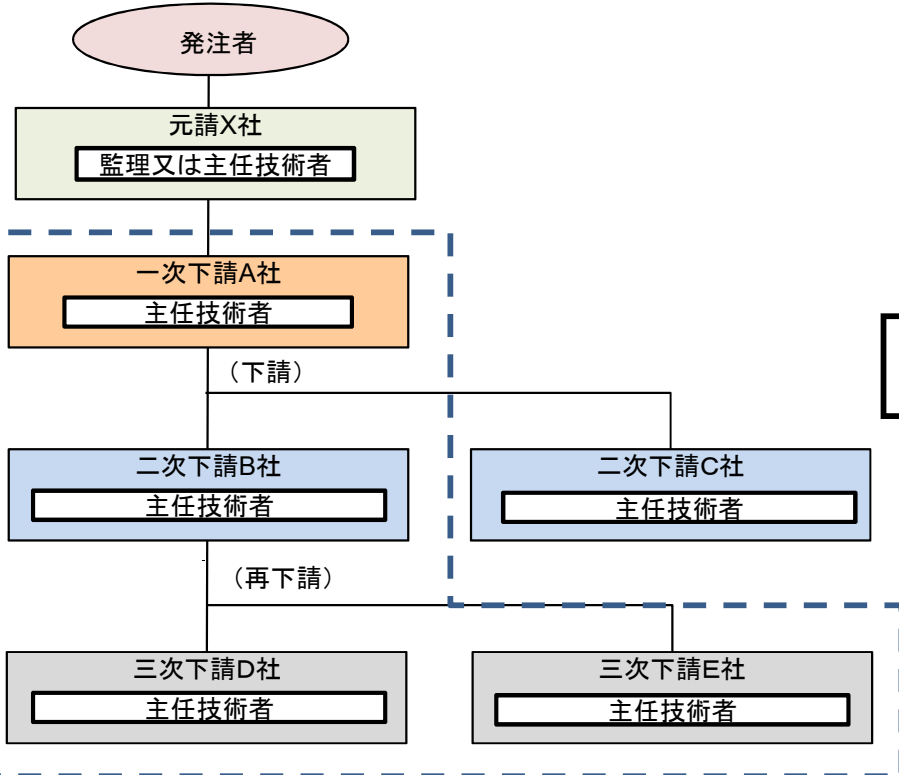 発注者
元請X社
監理又は主任技術者
一次下請A社
主任技術者
（下請）
二次下請B社
主任技術者
二次下請C社
主任技術者
（再下請）
三次下請D社
主任技術者
三次下請E社
主任技術者